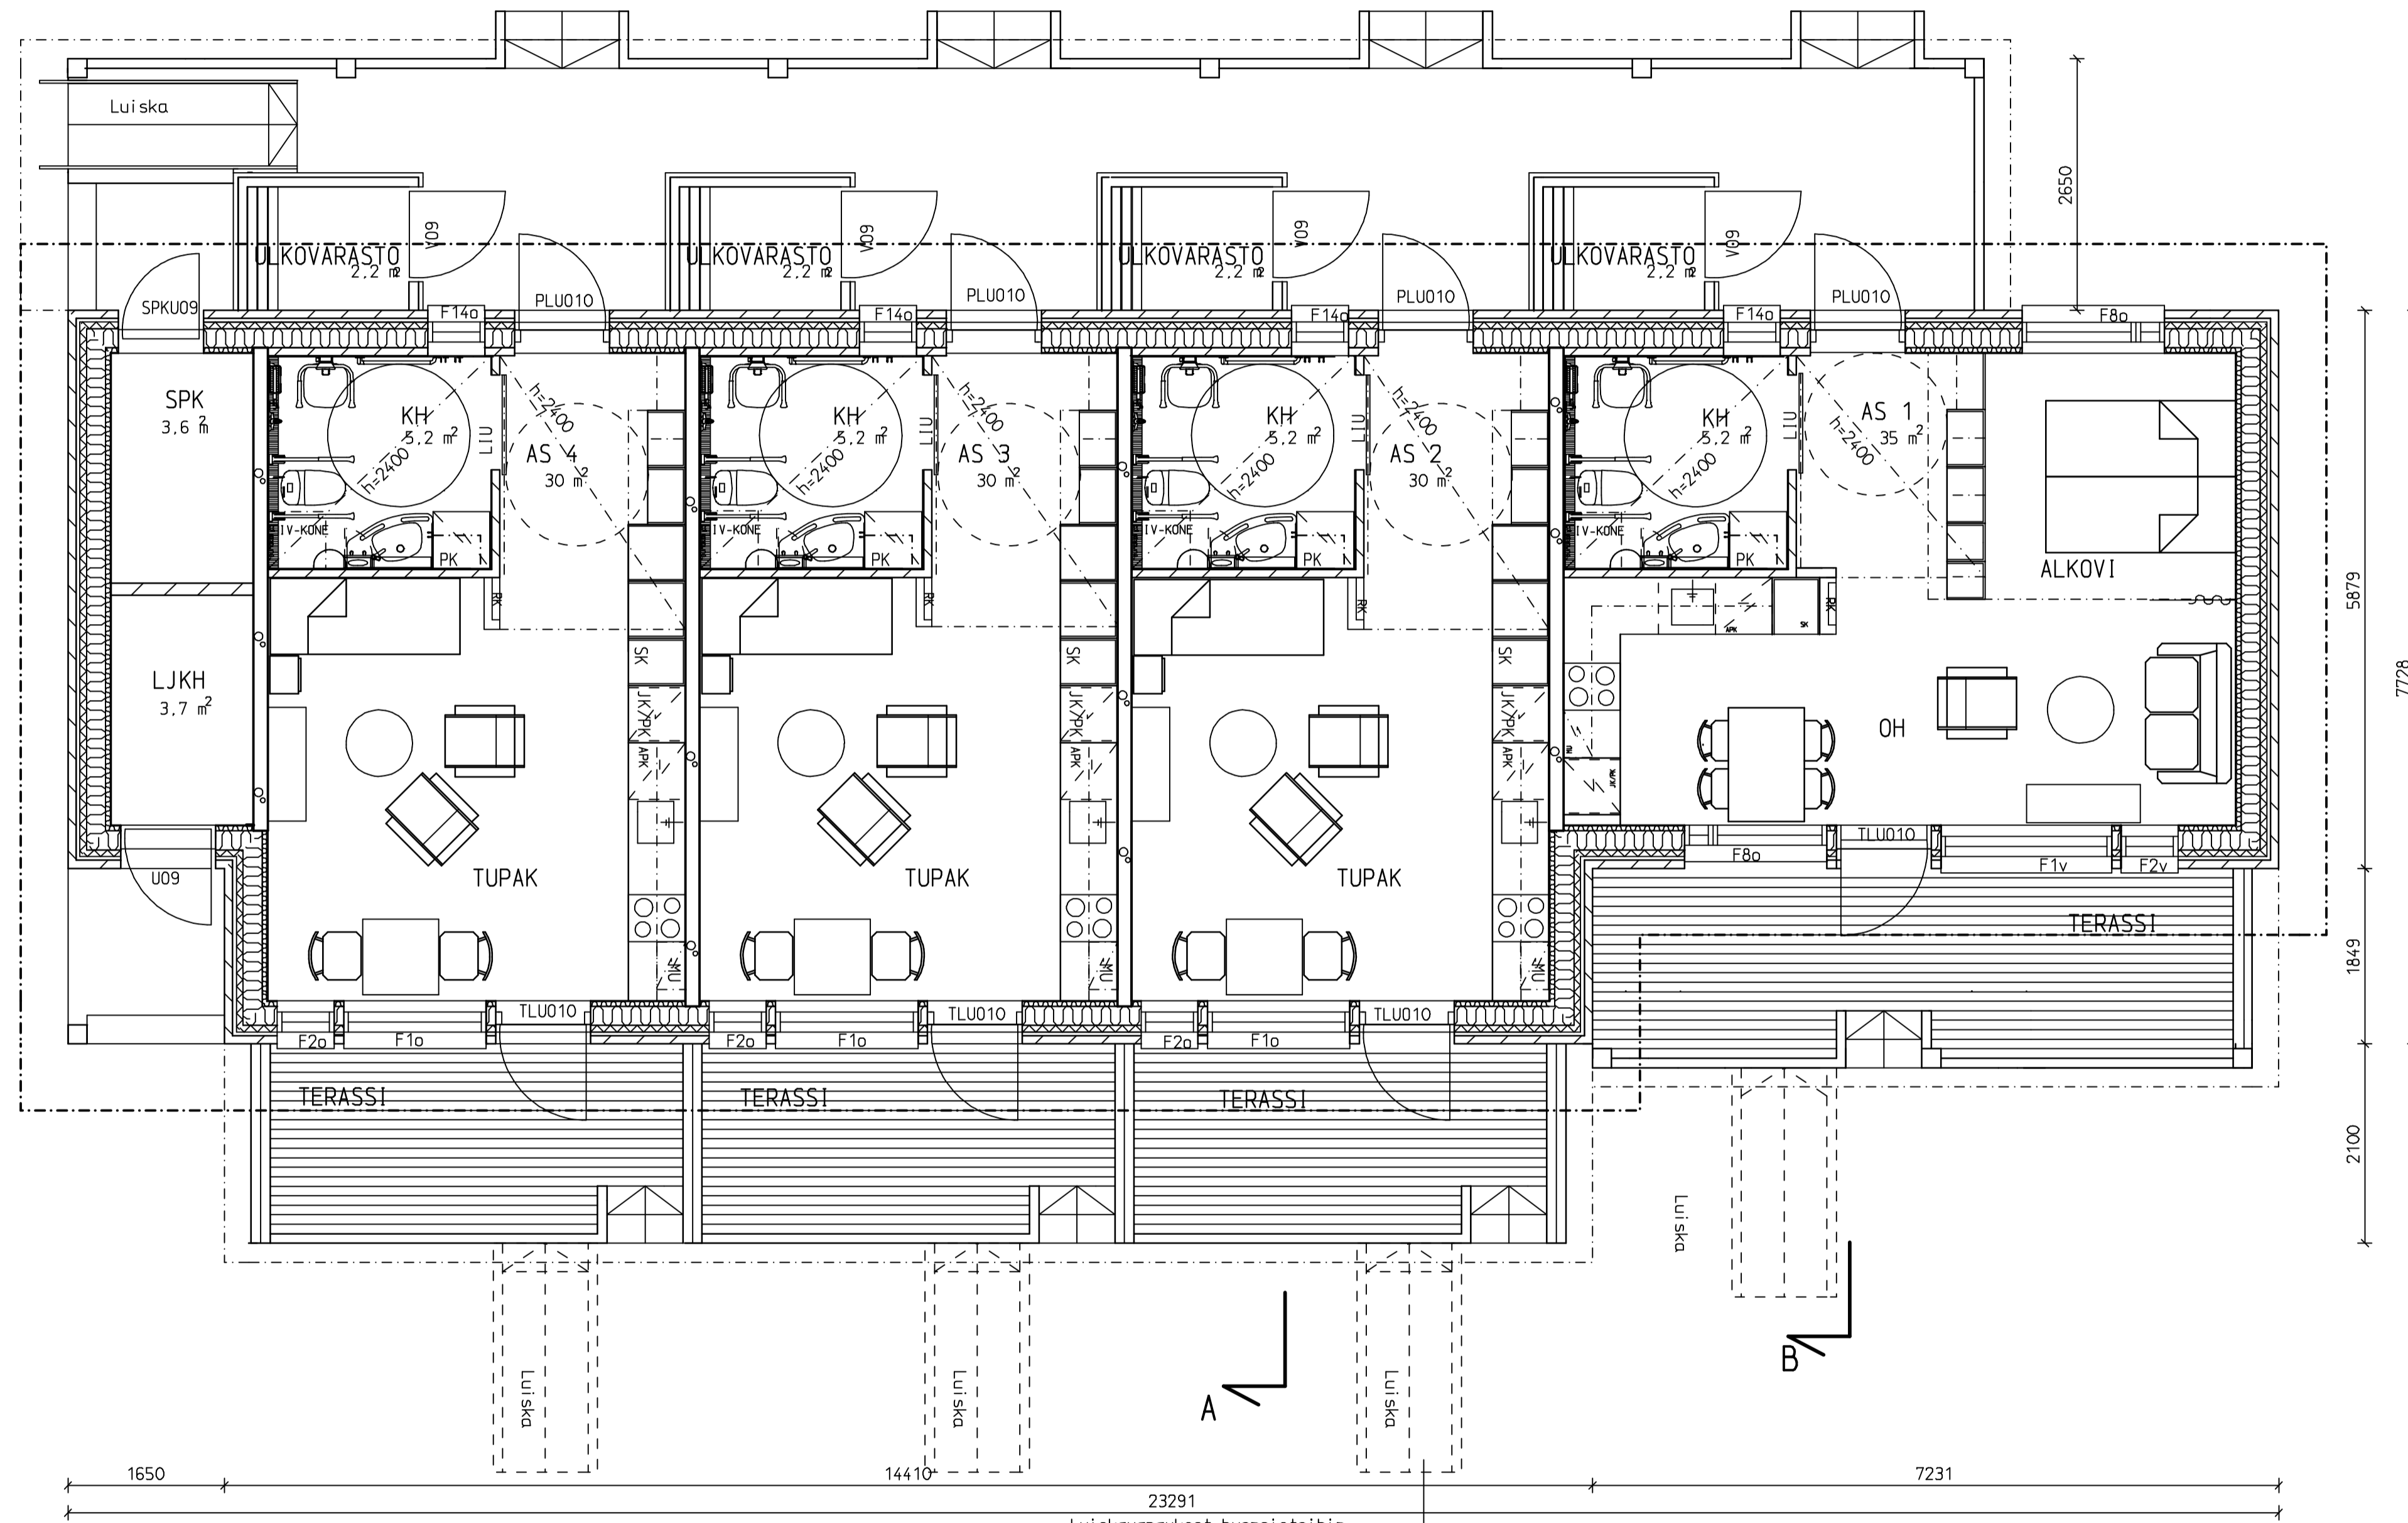 Luiska
2650
V09
V09
V09
V09
ULKOVARASTO
2,2 m²
ULKOVARASTO
2,2 m²
ULKOVARASTO
2,2 m²
ULKOVARASTO
2,2 m²
SPKU09
F14o
PLU010
F14o
PLU010
F14o
PLU010
F14o
PLU010
F8o
SPK
3,6 m²
KH
5,2 m²
h=2400
LIU
h=2400
AS 4
30 m²
IV-KONE
PK
RK
KH
5,2 m²
h=2400
LIU
h=2400
AS 3
30 m²
IV-KONE
PK
RK
KH
5,2 m²
h=2400
LIU
h=2400
AS 2
30 m²
IV-KONE
PK
RK
KH
5,2 m²
h=2400
LIU
AS 1
35 m²
h=2400
IV-KONE
PK
RK
ALKOVI
5879
7728
LJKH
3,7 m²
SK
JK/PK
APK
MU
SK
JK/PK
APK
MU
SK
JK/PK
APK
MU
APK
SK
MU
JK/PK
OH
TUPAK
TUPAK
TUPAK
U09
F8o
TLU010
F1v
F2v
TERASSI
1849
F2o
F1o
TLU010
F2o
F1o
TLU010
F2o
F1o
TLU010
TERASSI
TERASSI
TERASSI
2100
Luiska
Luiska
Luiska
Luiska
A
B
1650
14410
7231
23291